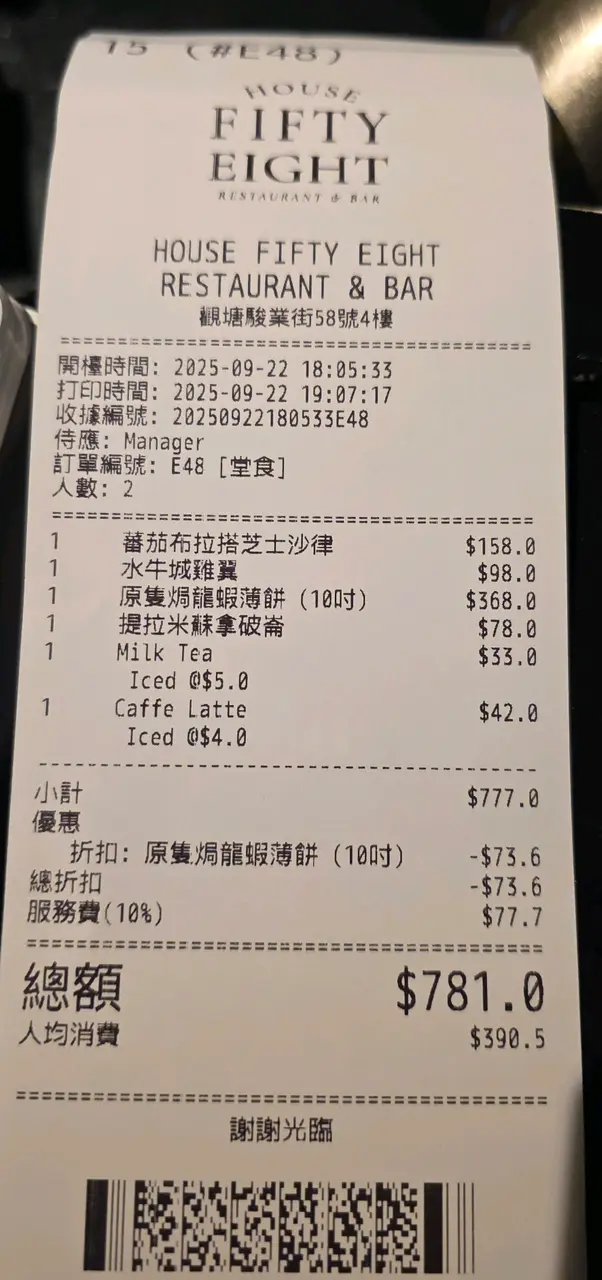 15 (#E48)
HOUSE
FIFTY
EIGHT
RESTAURANT & BAR
HOUSE FIFTY EIGHT
RESTAURANT & BAR
觀塘駿業街58號4樓
開檯時間: 2025-09-22 18:05:33
打印時間: 2025-09-22 19:07:17
收據編號: 20250922180533E48
侍應: Manager
訂單編號: E48 [堂食]
人數: 2
1 蕃茄布拉搭芝士沙律 $158.0
1 水牛城雞翼 $98.0
1 原隻焗龍蝦薄餅 (10吋) $368.0
1 提拉米蘇拿破崙 $78.0
1 Milk Tea $33.0
Iced @$5.0
1 Caffe Latte $42.0
Iced @$4.0
小計 $777.0
優惠
折扣: 原隻焗龍蝦薄餅 (10吋) -$73.6
總折扣 -$73.6
服務費(10%) $77.7
總額 $781.0
人均消費 $390.5
謝謝光臨